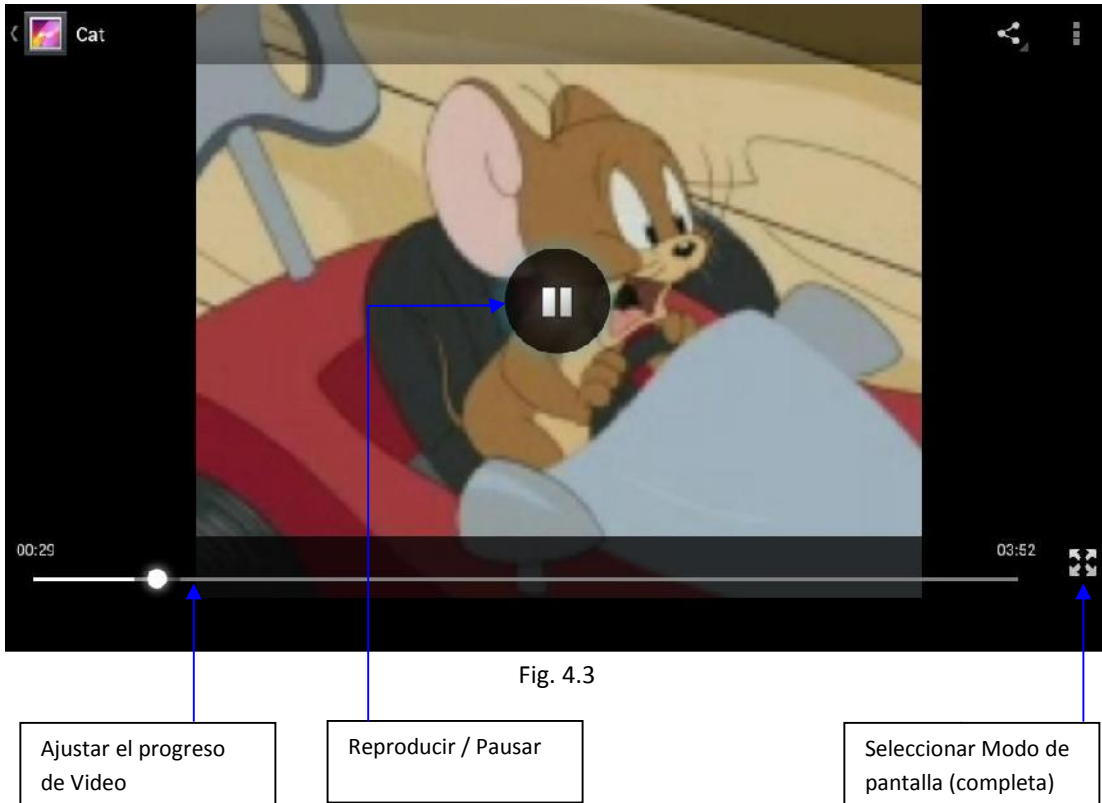 Cat
00:29
03:52
Fig. 4.3
Ajustar el progreso
de Video
Reproducir / Pausar
Seleccionar Modo de
pantalla (completa)